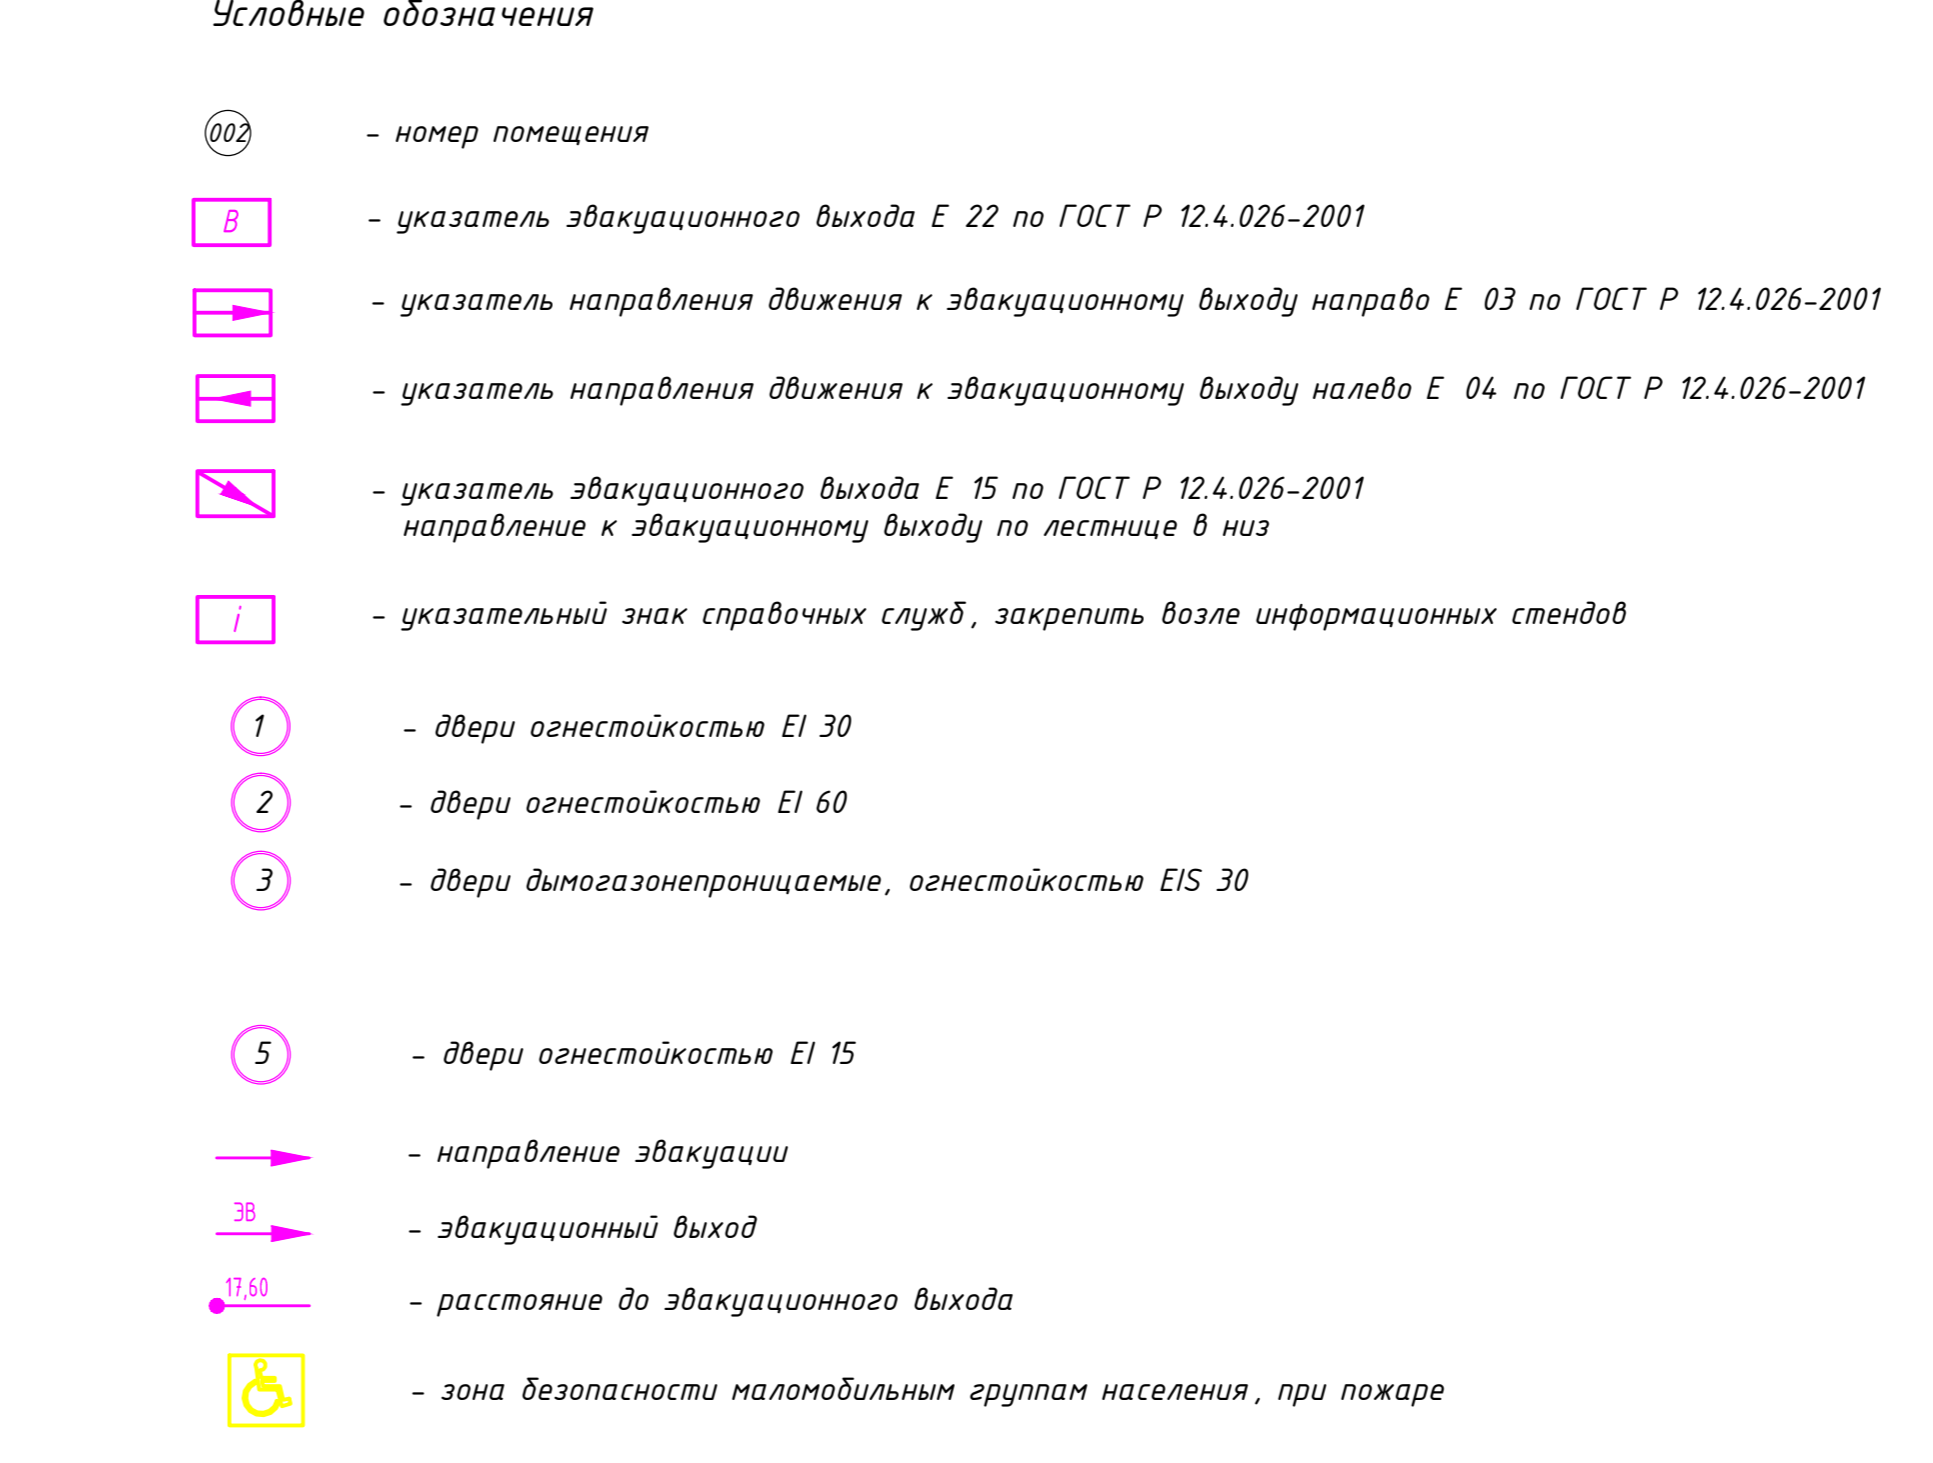 Условные обозначения
002 - номер помещения
В - указатель эвакуационного выхода Е 22 по ГОСТ Р 12.4.026-2001
- указатель направления движения к эвакуационному выходу направо Е 03 по ГОСТ Р 12.4.026-2001
- указатель направления движения к эвакуационному выходу налево Е 04 по ГОСТ Р 12.4.026-2001
- указатель эвакуационного выхода Е 15 по ГОСТ Р 12.4.026-2001
направление к эвакуационному выходу по лестнице в низ
i - указательный знак справочных служб, закрепить возле информационных стендов
1 - двери огнестойкостью EI 30
2 - двери огнестойкостью EI 60
3 - двери дымогазонепроницаемые, огнестойкостью EIS 30
5 - двери огнестойкостью EI 15
- направление эвакуации
ЭВ - эвакуационный выход
17,60 - расстояние до эвакуационного выхода
- зона безопасности маломобильным группам населения, при пожаре